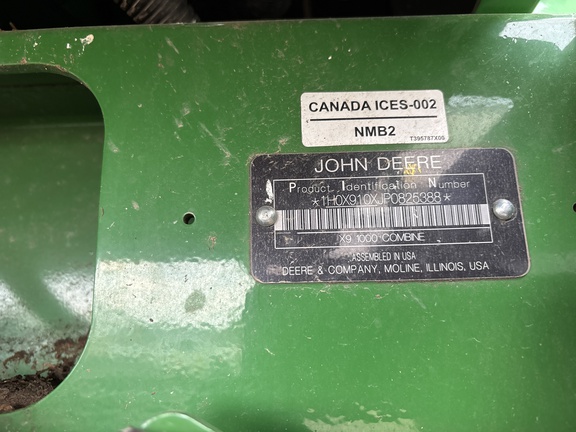 CANADA ICES-002
NMB2
T395787X05
JOHN DEERE
Product Identification Number
*1H0X910XJP0825388*
X9 1000 COMBINE
ASSEMBLED IN USA
DEERE & COMPANY, MOLINE, ILLINOIS, USA